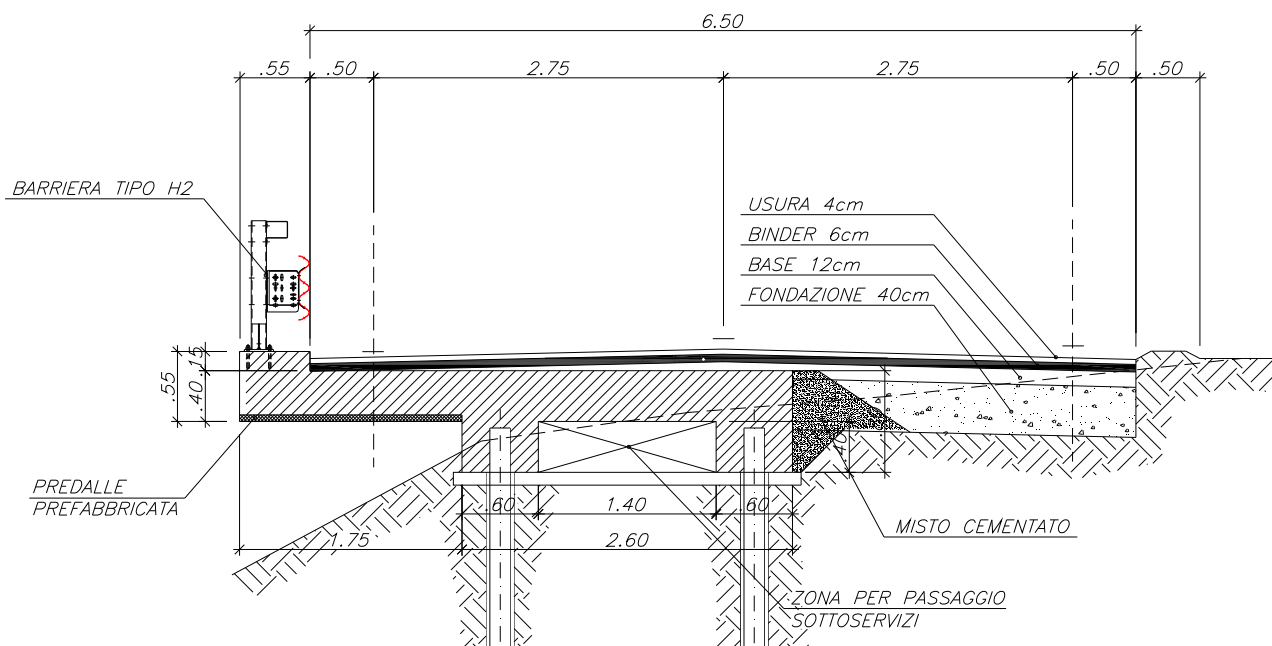 6.50
.55
.50
2.75
2.75
.50
.50
BARRIERA TIPO H2
USURA 4cm
BINDER 6cm
BASE 12cm
FONDAZIONE 40cm
.15
.55
.40
.40
PREDALLE
PREFABBRICATA
.60
1.40
.60
MISTO CEMENTATO
1.75
2.60
ZONA PER PASSAGGIO
SOTTOSERVIZI